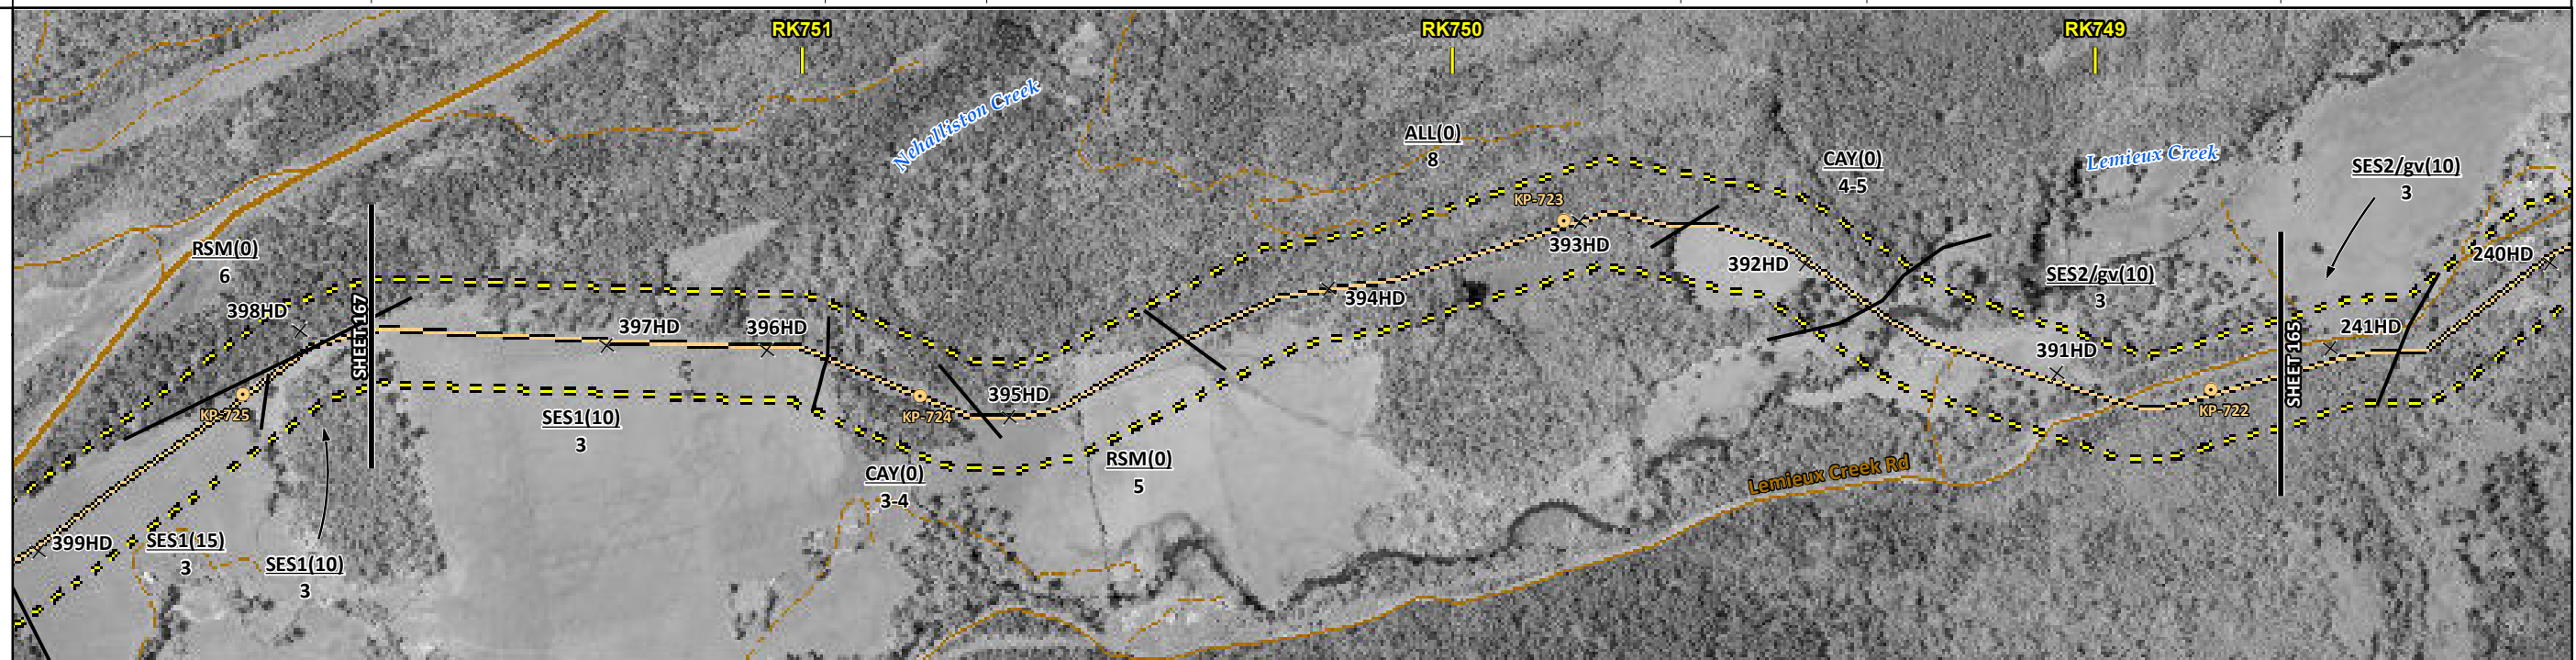 RK751
RK750
RK749
Nehalliston Creek
ALL(0)
8
CAY(0)
4-5
Lemieux Creek
SES2/gv(10)
3
KP-723
RSM(0)
6
393HD
392HD
SES2/gv(10)
3
240HD
398HD
SHEET 167
397HD
396HD
394HD
391HD
241HD
SHEET 165
KP-725
SES1(10)
3
KP-724
395HD
KP-722
CAY(0)
3-4
RSM(0)
5
Lemieux Creek Rd
399HD
SES1(15)
3
SES1(10)
3